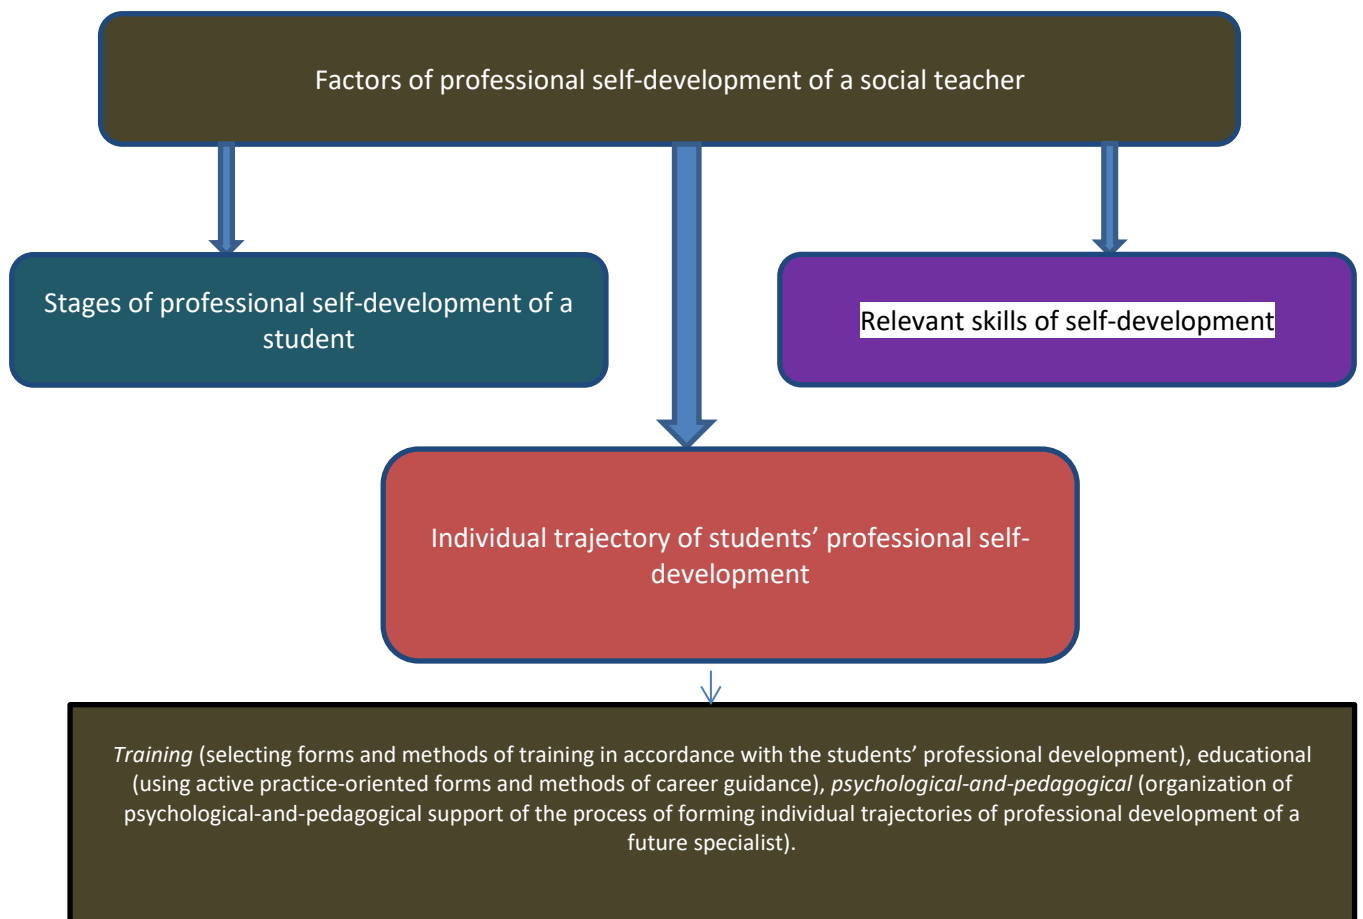 Factors of professional self-development of a social teacher
Stages of professional self-development of a
student
Relevant skills of self-development
Individual trajectory of students’ professional self-
development
Training (selecting forms and methods of training in accordance with the students’ professional development), educational
(using active practice-oriented forms and methods of career guidance), psychological-and-pedagogical (organization of
psychological-and-pedagogical support of the process of forming individual trajectories of professional development of a
future specialist).